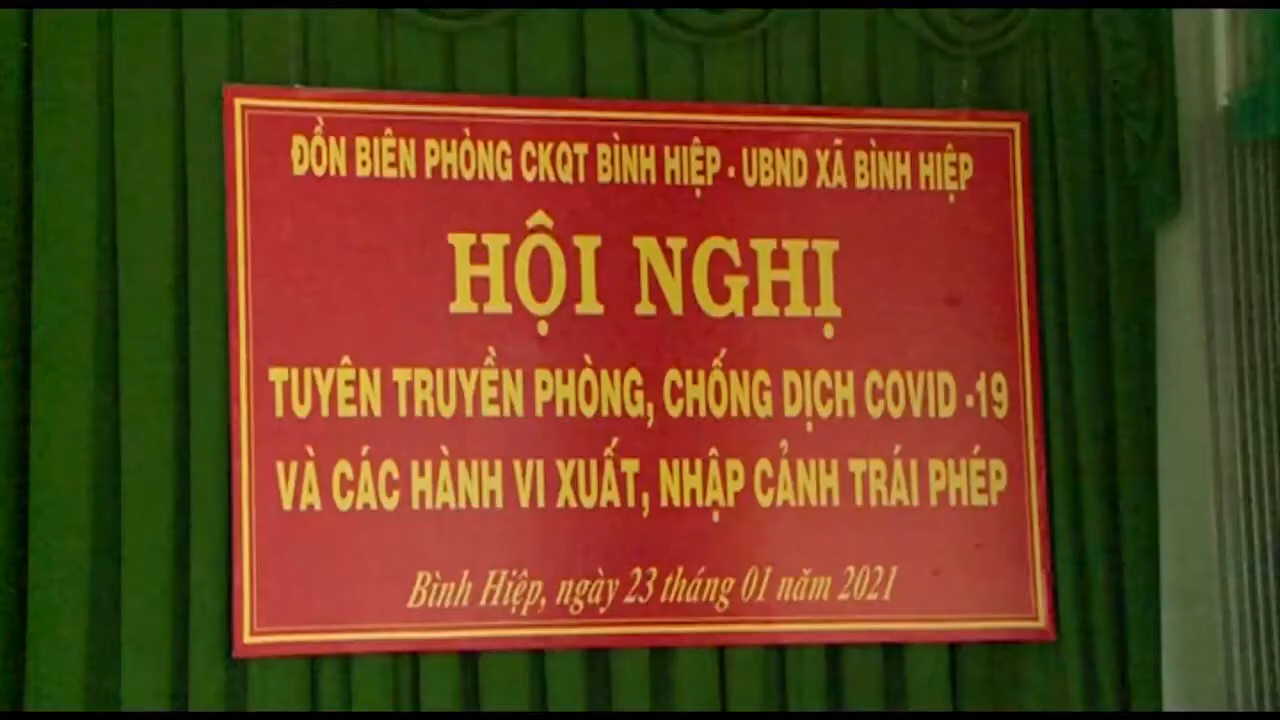 ĐỒN BIÊN PHÒNG CKQT BÌNH HIỆP - UBND XÃ BÌNH HIỆP
HỘI NGHỊ
TUYÊN TRUYỀN PHÒNG, CHỐNG DỊCH COVID -19
VÀ CÁC HÀNH VI XUẤT, NHẬP CẢNH TRÁI PHÉP
Bình Hiệp, ngày 23 tháng 01 năm 2021